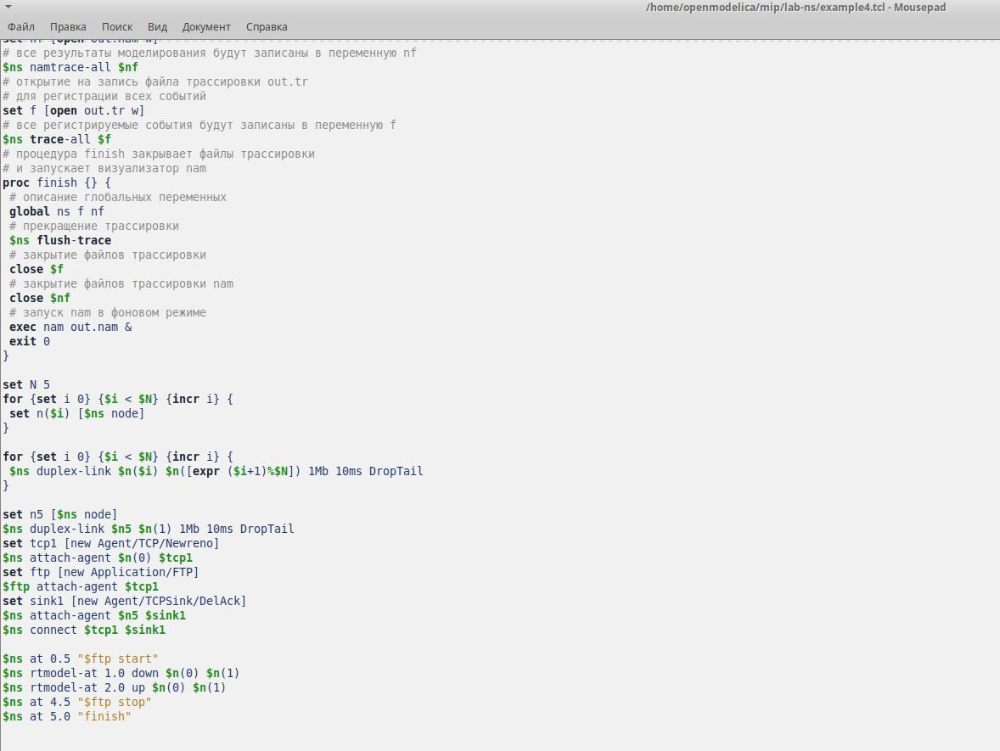 /home/openmodelica/mip/lab-ns/example4.tcl - Mousepad
Файл Правка Поиск Вид Документ Справка
set nf [open out.nam w]
# все результаты моделирования будут записаны в переменную nf
$ns namtrace-all $nf
# открытие на запись файла трассировки out.tr
# для регистрации всех событий
set f [open out.tr w]
# все регистрируемые события будут записаны в переменную f
$ns trace-all $f
# процедура finish закрывает файлы трассировки
# и запускает визуализатор nam
proc finish {} {
 # описание глобальных переменных
 global ns f nf
 # прекращение трассировки
 $ns flush-trace
 # закрытие файлов трассировки
 close $f
 # закрытие файлов трассировки nam
 close $nf
 # запуск nam в фоновом режиме
 exec nam out.nam &
 exit 0
}
set N 5
for {set i 0} {$i < $N} {incr i} {
 set n($i) [$ns node]
}
for {set i 0} {$i < $N} {incr i} {
 $ns duplex-link $n($i) $n([expr ($i+1)%$N]) 1Mb 10ms DropTail
}
set n5 [$ns node]
$ns duplex-link $n5 $n(1) 1Mb 10ms DropTail
set tcp1 [new Agent/TCP/Newreno]
$ns attach-agent $n(0) $tcp1
set ftp [new Application/FTP]
$ftp attach-agent $tcp1
set sink1 [new Agent/TCPSink/DelAck]
$ns attach-agent $n5 $sink1
$ns connect $tcp1 $sink1
$ns at 0.5 "$ftp start"
$ns rtmodel-at 1.0 down $n(0) $n(1)
$ns rtmodel-at 2.0 up $n(0) $n(1)
$ns at 4.5 "$ftp stop"
$ns at 5.0 "finish"